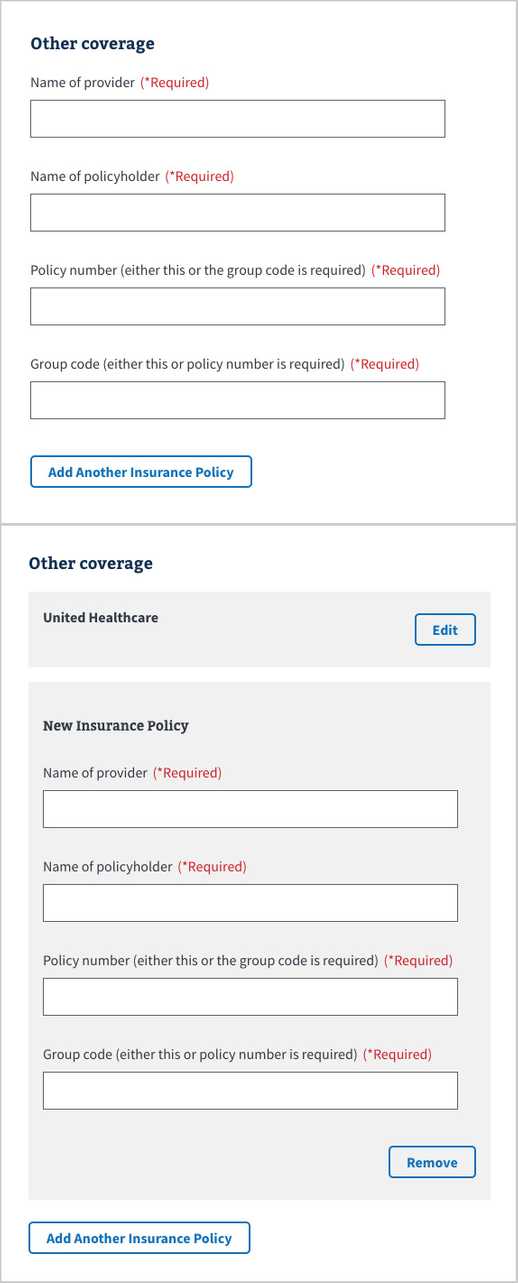 Other coverage
Name of provider (*Required)
Name of policyholder (*Required)
Policy number (either this or the group code is required) (*Required)
Group code (either this or policy number is required) (*Required)
Add Another Insurance Policy
Other coverage
United Healthcare
Edit
New Insurance Policy
Name of provider (*Required)
Name of policyholder (*Required)
Policy number (either this or the group code is required) (*Required)
Group code (either this or policy number is required) (*Required)
Remove
Add Another Insurance Policy